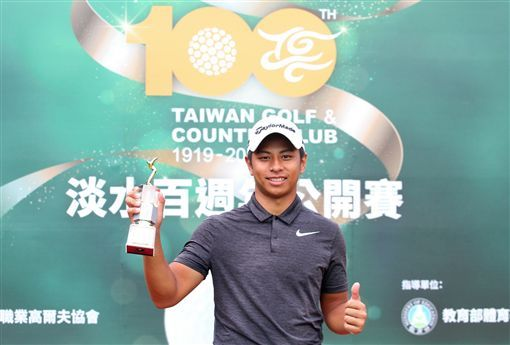 100TH
TAIWAN GOLF &
COUNTRY CLUB
TaylorMade
1919-20
淡水百週年公開賽
指導單位:
職業高爾夫協會
教育部體育